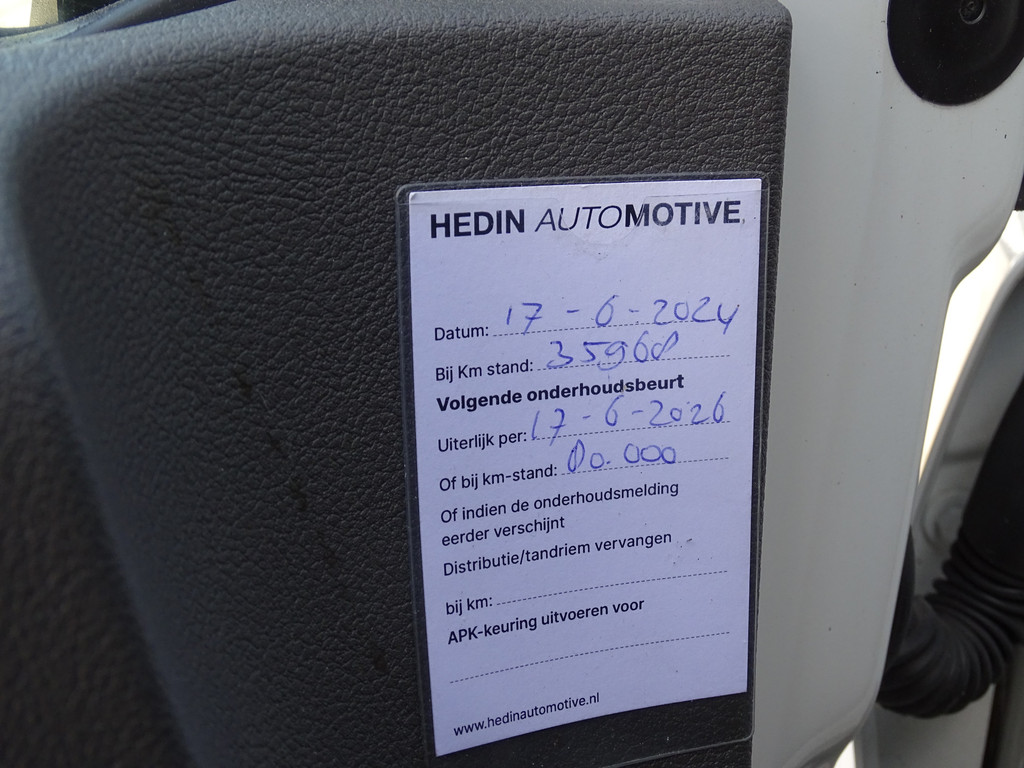 HEDIN AUTOMOTIVE
Datum: 17-6-2024
Bij Km stand: 35968
Volgende onderhoudsbeurt
Uiterlijk per: 17-6-2026
Of bij km-stand: 80.000
Of indien de onderhoudsmelding
eerder verschijnt
Distributie/tandriem vervangen
bij km:
APK-keuring uitvoeren voor
www.hedinautomotive.nl